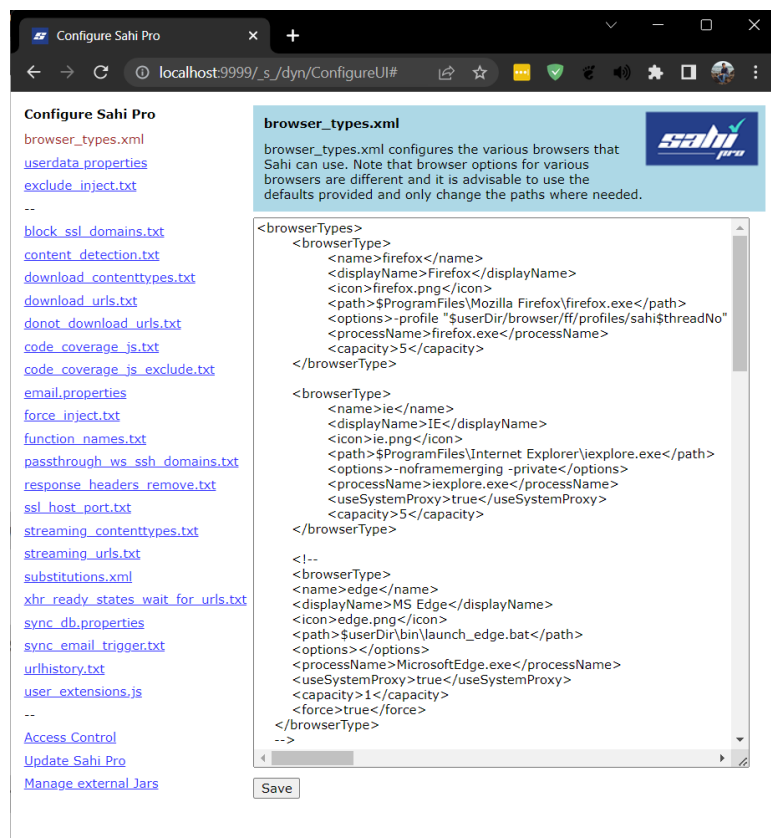 Configure Sahi Pro
localhost:9999/_s_/dyn/ConfigureUI#
Configure Sahi Pro
browser_types.xml
userdata properties
exclude_inject.txt
--
block_ssl_domains.txt
content_detection.txt
download_contenttypes.txt
download_urls.txt
donot_download_urls.txt
code_coverage_js.txt
code_coverage_js_exclude.txt
email.properties
force_inject.txt
function_names.txt
passthrough_ws_ssh_domains.txt
response_headers_remove.txt
ssl_host_port.txt
streaming_contenttypes.txt
streaming_urls.txt
substitutions.xml
xhr_ready_states_wait_for_urls.txt
sync_db.properties
sync_email_trigger.txt
urlhistory.txt
user_extensions.js
--
Access Control
Update Sahi Pro
Manage external Jars
browser_types.xml
browser_types.xml configures the various browsers that
Sahi can use. Note that browser options for various
browsers are different and it is advisable to use the
defaults provided and only change the paths where needed.
sahi
pro
<browserTypes>
<browserType>
<name>firefox</name>
<displayName>Firefox</displayName>
<icon>firefox.png</icon>
<path>$ProgramFiles\Mozilla Firefox\firefox.exe</path>
<options>-profile "$userDir/browser/ff/profiles/sahi$threadNo"
<processName>firefox.exe</processName>
<capacity>5</capacity>
</browserType>
<browserType>
<name>ie</name>
<displayName>IE</displayName>
<icon>ie.png</icon>
<path>$ProgramFiles\Internet Explorer\iexplore.exe</path>
<options>-noframemerging -private</options>
<processName>iexplore.exe</processName>
<useSystemProxy>true</useSystemProxy>
<capacity>5</capacity>
</browserType>
<!--
<browserType>
<name>edge</name>
<displayName>MS Edge</displayName>
<icon>edge.png</icon>
<path>$userDir\bin\launch_edge.bat</path>
<options></options>
<processName>MicrosoftEdge.exe</processName>
<useSystemProxy>true</useSystemProxy>
<capacity>1</capacity>
<force>true</force>
</browserType>
-->
Save